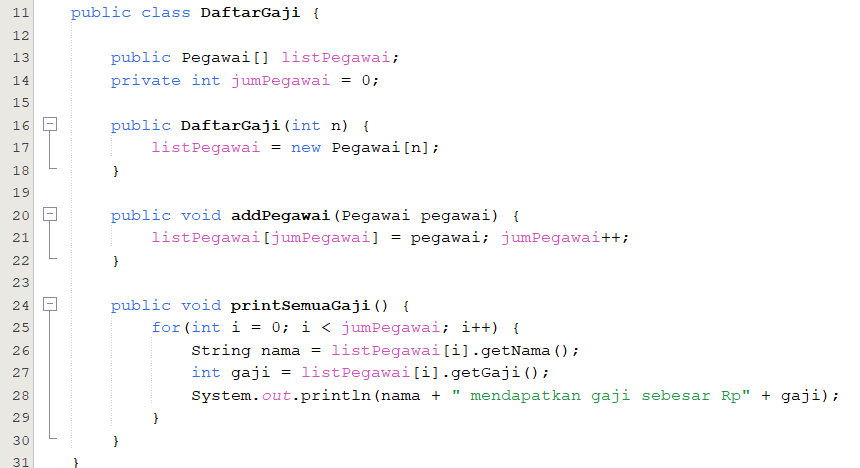 11 public class DaftarGaji {
12
13     public Pegawai[] listPegawai;
14     private int jumPegawai = 0;
15
16     public DaftarGaji(int n) {
17         listPegawai = new Pegawai[n];
18     }
19
20     public void addPegawai(Pegawai pegawai) {
21         listPegawai[jumPegawai] = pegawai; jumPegawai++;
22     }
23
24     public void printSemuaGaji() {
25         for(int i = 0; i < jumPegawai; i++) {
26             String nama = listPegawai[i].getNama();
27             int gaji = listPegawai[i].getGaji();
28             System.out.println(nama + " mendapatkan gaji sebesar Rp" + gaji);
29         }
30     }
31 }